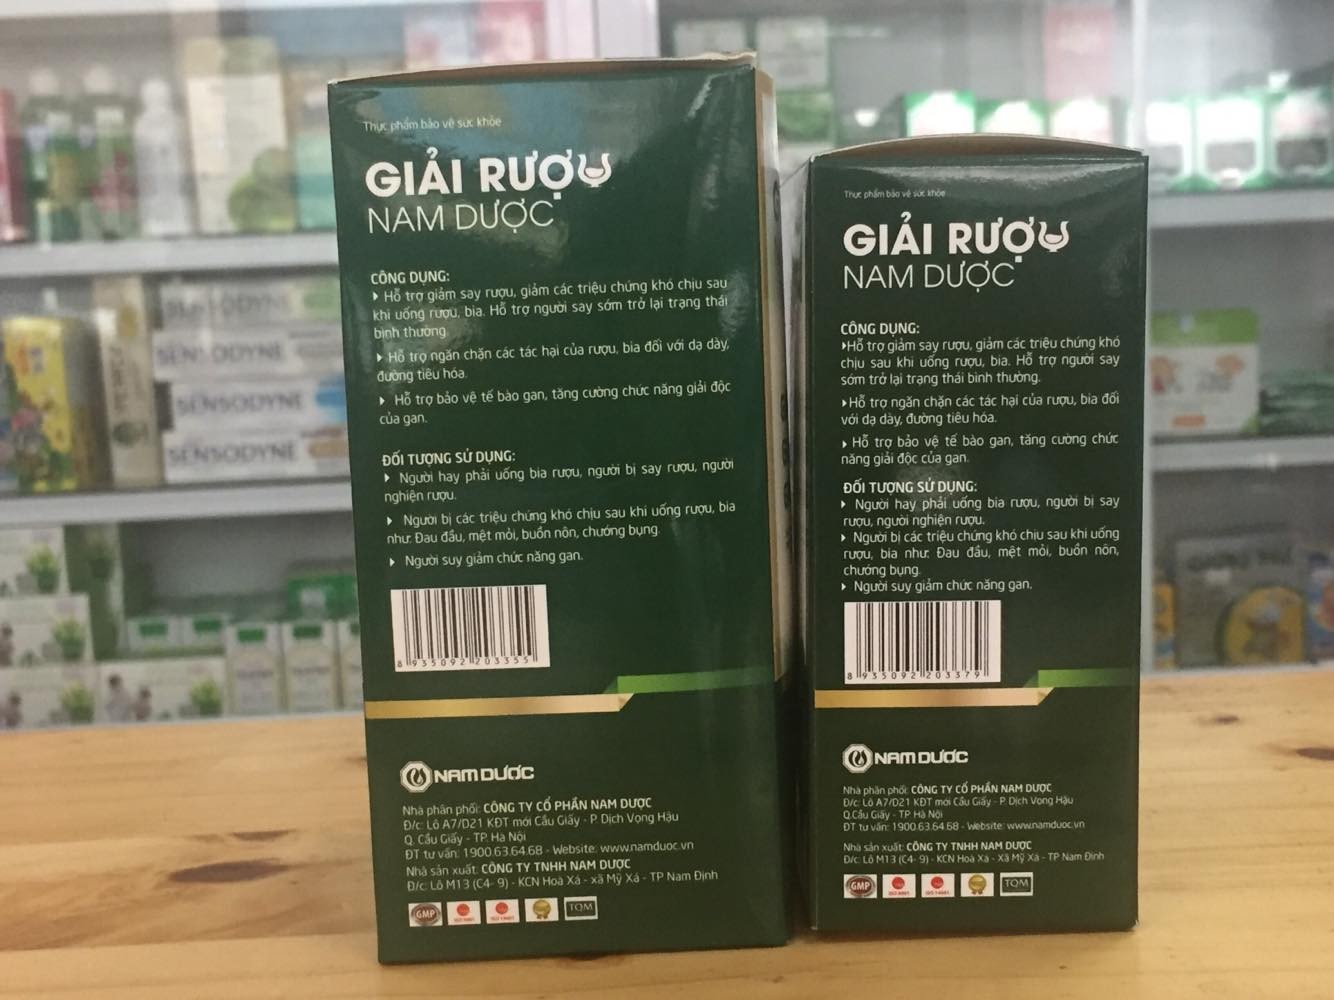 Thực phẩm bảo vệ sức khỏe
GIẢI RƯỢU
NAM DƯỢC
CÔNG DỤNG:
Hỗ trợ giảm say rượu, giảm các triệu chứng khó chịu sau
khi uống rượu, bia. Hỗ trợ người say sớm trở lại trạng thái
bình thường.
Hỗ trợ ngăn chặn các tác hại của rượu, bia đối với dạ dày,
đường tiêu hóa.
Hỗ trợ bảo vệ tế bào gan, tăng cường chức năng giải độc
của gan.
ĐỐI TƯỢNG SỬ DỤNG:
Người hay phải uống bia rượu, người bị say rượu, người
nghiện rượu.
Người bị các triệu chứng khó chịu sau khi uống rượu, bia
như: Đau đầu, mệt mỏi, buồn nôn, chướng bụng.
Người suy giảm chức năng gan.
8 935092 203355
NAM DƯỢC
Nhà phân phối: CÔNG TY CỔ PHẦN NAM DƯỢC
Đ/c: Lô A7/D21 KĐT mới Cầu Giấy - P. Dịch Vọng Hậu
Q. Cầu Giấy - TP. Hà Nội
ĐT tư vấn: 1900.63.64.68 - Website: www.namduoc.vn
Nhà sản xuất: CÔNG TY TNHH NAM DƯỢC
Đ/c: Lô M13 (C4- 9) - KCN Hoà Xá - xã Mỹ Xá - TP Nam Định
GMP ISO 9001 ISO 14001 TQM
Thực phẩm bảo vệ sức khỏe
GIẢI RƯỢU
NAM DƯỢC
CÔNG DỤNG:
Hỗ trợ giảm say rượu, giảm các triệu chứng khó
chịu sau khi uống rượu, bia. Hỗ trợ người say
sớm trở lại trạng thái bình thường.
Hỗ trợ ngăn chặn các tác hại của rượu, bia đối
với dạ dày, đường tiêu hóa.
Hỗ trợ bảo vệ tế bào gan, tăng cường chức
năng giải độc của gan.
ĐỐI TƯỢNG SỬ DỤNG:
Người hay phải uống bia rượu, người bị say
rượu, người nghiện rượu.
Người bị các triệu chứng khó chịu sau khi uống
rượu, bia như: Đau đầu, mệt mỏi, buồn nôn,
chướng bụng.
Người suy giảm chức năng gan.
8 935092 203379
NAM DƯỢC
Nhà phân phối: CÔNG TY CỔ PHẦN NAM DƯỢC
Đ/c: Lô A7/D21 KĐT mới Cầu Giấy - P. Dịch Vọng Hậu
Q.Cầu Giấy - TP. Hà Nội
ĐT tư vấn: 1900.63.64.68 - Website: www.namduoc.vn
Nhà sản xuất: CÔNG TY TNHH NAM DƯỢC
Đ/c: Lô M13 (C4- 9) - KCN Hoà Xá - Xã Mỹ Xá - TP Nam Định
GMP ISO 9001 ISO 14001 TQM
SENSODYNE
SENSODYNE
SENSODYNE
SENSODYNE